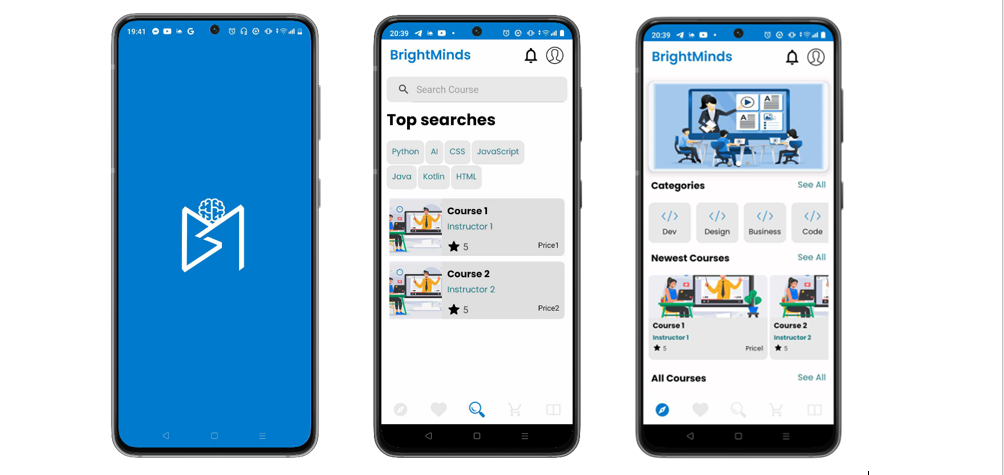 19:41
20:39
BrightMinds
Search Course
Top searches
Python AI CSS JavaScript
Java Kotlin HTML
Course 1
Instructor 1
5 Price1
Course 2
Instructor 2
5 Price2
20:39
BrightMinds
Categories See All
Dev Design Business Code
Newest Courses See All
Course 1 Course 2
Instructor 1 Instructor 2
5 Price1 5
All Courses See All